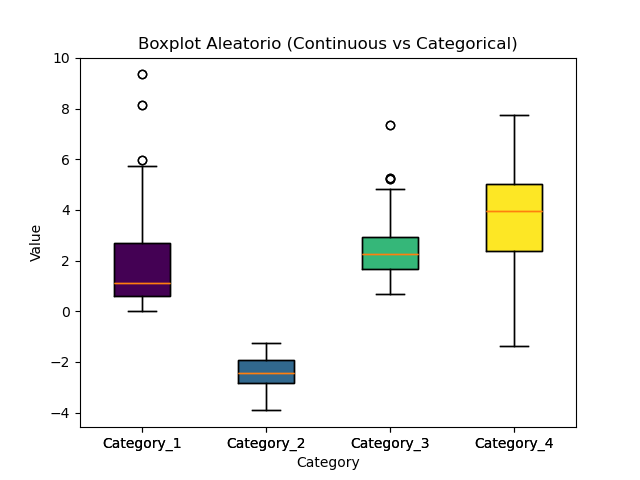 Boxplot Aleatorio (Continuous vs Categorical)
10
8
6
4
2
0
−2
−4
Value
Category_1 Category_2 Category_3 Category_4
Category